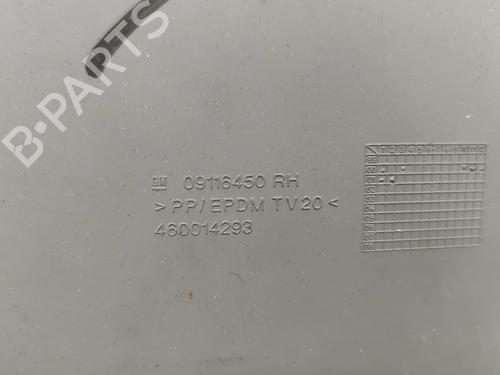 B-PARTS
GM 09116450 RH
>PP/EPDM TV20<
460014293